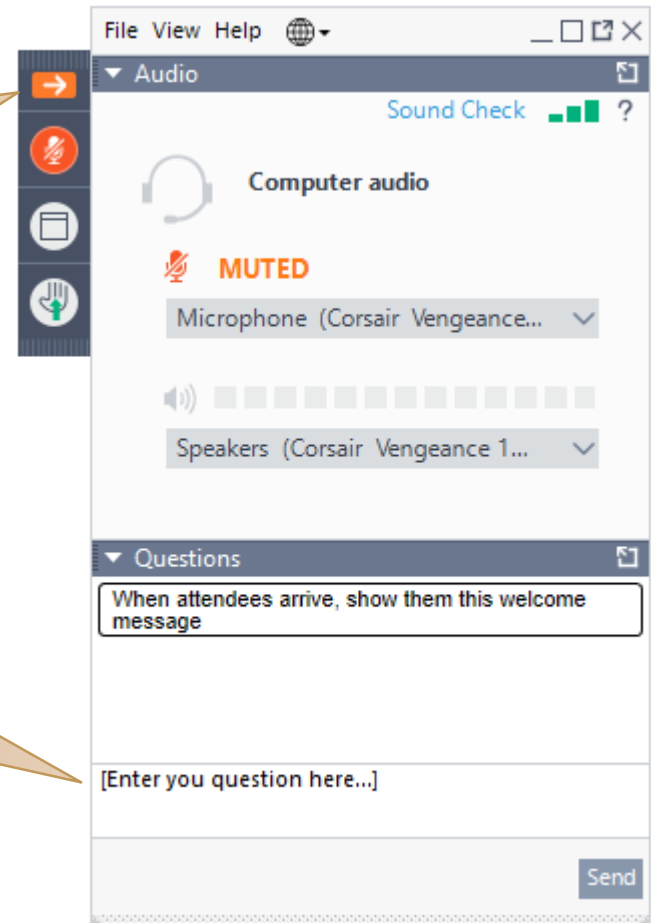 File View Help
Audio
Sound Check ?
Computer audio
MUTED
Microphone (Corsair Vengeance...
Speakers (Corsair Vengeance 1...
Questions
When attendees arrive, show them this welcome
message
[Enter you question here...]
Send